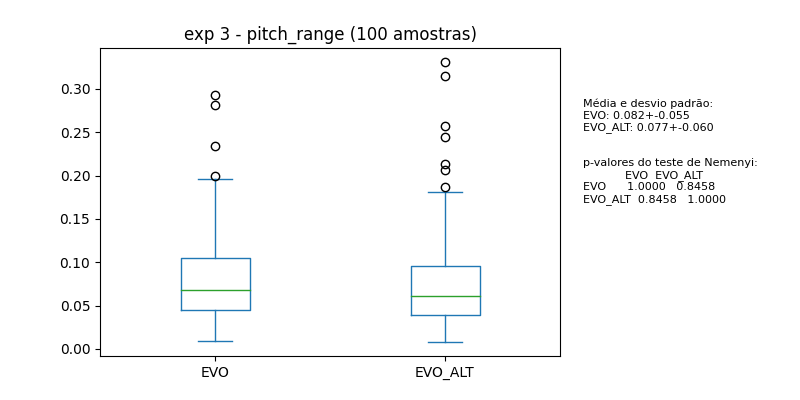 exp 3 - pitch_range (100 amostras)
0.30
0.25
0.20
0.15
0.10
0.05
0.00
EVO
EVO_ALT
Média e desvio padrão:
EVO: 0.082+-0.055
EVO_ALT: 0.077+-0.060
p-valores do teste de Nemenyi:
EVO EVO_ALT
EVO 1.0000 0.8458
EVO_ALT 0.8458 1.0000